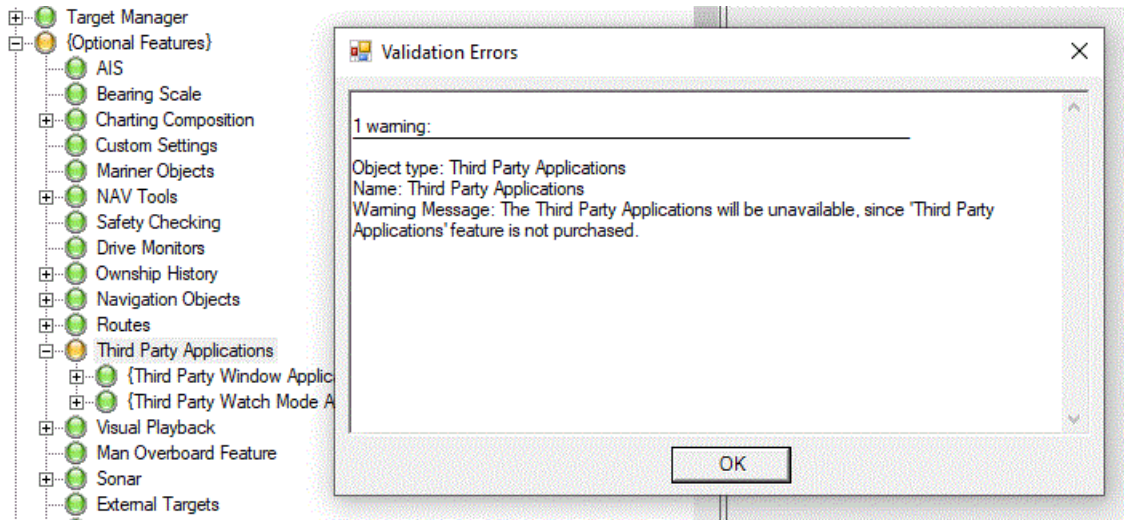 Target Manager
{Optional Features}
AIS
Bearing Scale
Charting Composition
Custom Settings
Mariner Objects
NAV Tools
Safety Checking
Drive Monitors
Ownship History
Navigation Objects
Routes
Third Party Applications
{Third Party Window Applic
{Third Party Watch Mode A
Visual Playback
Man Overboard Feature
Sonar
External Targets
Validation Errors
1 warning:
Object type: Third Party Applications
Name: Third Party Applications
Warning Message: The Third Party Applications will be unavailable, since 'Third Party
Applications' feature is not purchased.
OK